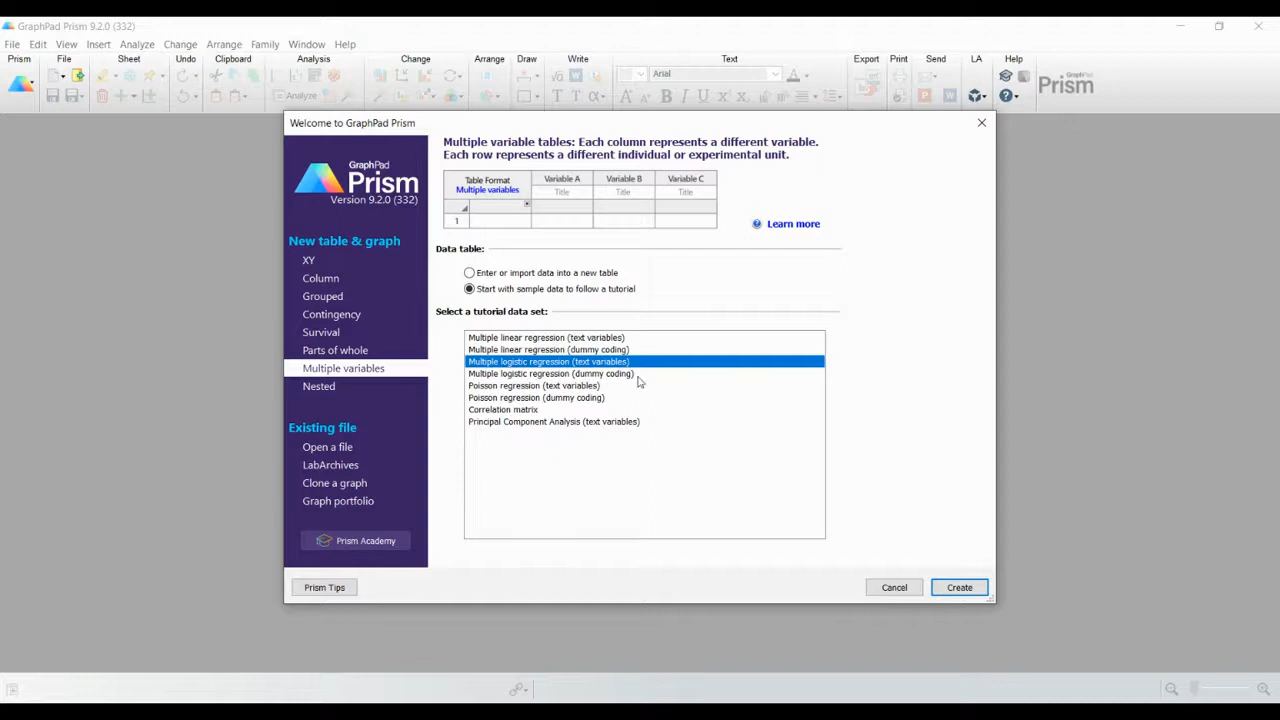 GraphPad Prism 9.2.0 (332)
File Edit View Insert Analyze Change Arrange Family Window Help
Prism File Sheet Undo Clipboard Analysis Change Arrange Draw Write Text Export Print Send LA Help
Arial
Analyze
GraphPad
Prism
Welcome to GraphPad Prism
GraphPad
Prism
Version 9.2.0 (332)
New table & graph
XY
Column
Grouped
Contingency
Survival
Parts of whole
Multiple variables
Nested
Existing file
Open a file
LabArchives
Clone a graph
Graph portfolio
Prism Academy
Multiple variable tables: Each column represents a different variable.
Each row represents a different individual or experimental unit.
Table Format
Multiple variables
Variable A Variable B Variable C
Title Title Title
1
Learn more
Data table:
Enter or import data into a new table
Start with sample data to follow a tutorial
Select a tutorial data set:
Multiple linear regression (text variables)
Multiple linear regression (dummy coding)
Multiple logistic regression (text variables)
Multiple logistic regression (dummy coding)
Poisson regression (text variables)
Poisson regression (dummy coding)
Correlation matrix
Principal Component Analysis (text variables)
Prism Tips Cancel Create